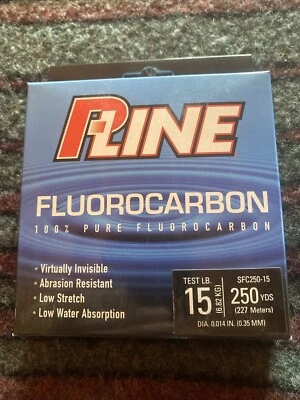 P-LINE
FLUOROCARBON
100% PURE FLUOROCARBON
• Virtually Invisible
• Abrasion Resistant
• Low Stretch
• Low Water Absorption
TEST LB. SFC250-15
15 (6.82 KG) 250 YDS
(227 Meters)
DIA. 0.014 IN. (0.35 MM)